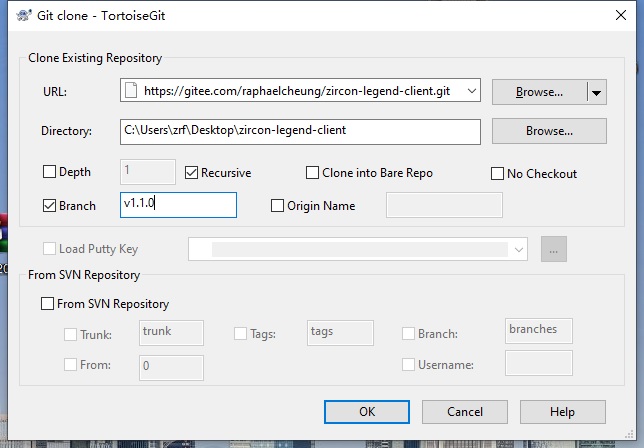 Git clone - TortoiseGit
Clone Existing Repository
URL: https://gitee.com/raphaelcheung/zircon-legend-client.git Browse...
Directory: C:\Users\zrf\Desktop\zircon-legend-client Browse...
Depth 1 Recursive Clone into Bare Repo No Checkout
Branch v1.1.0 Origin Name
Load Putty Key ...
From SVN Repository
From SVN Repository
Trunk: trunk Tags: tags Branch: branches
From: 0 Username:
OK Cancel Help